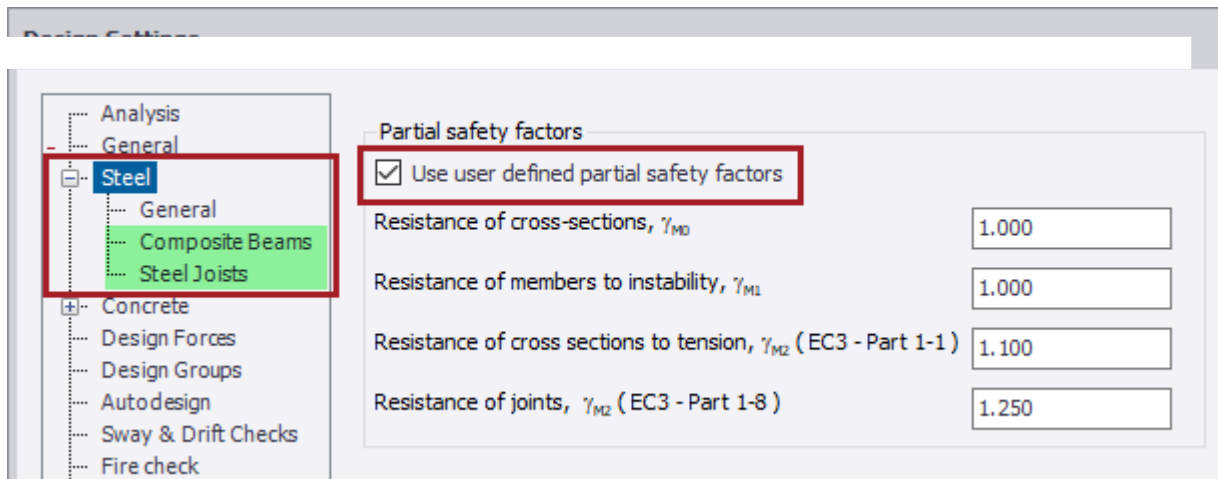 Design Settings
Analysis
General
Steel
General
Composite Beams
Steel Joists
Concrete
Design Forces
Design Groups
Autodesign
Sway & Drift Checks
Fire check
Partial safety factors
Use user defined partial safety factors
Resistance of cross-sections, γM0 1.000
Resistance of members to instability, γM1 1.000
Resistance of cross sections to tension, γM2 ( EC3 - Part 1-1 ) 1.100
Resistance of joints, γM2 ( EC3 - Part 1-8 ) 1.250